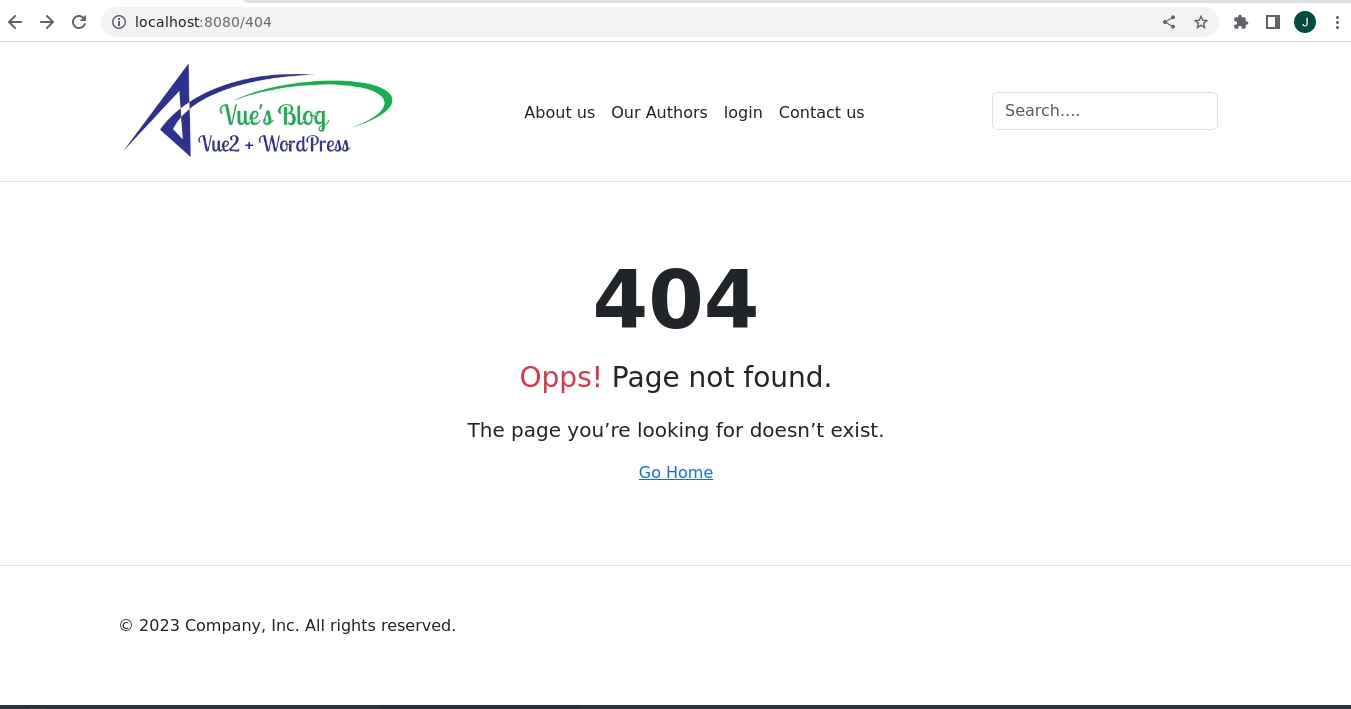 localhost:8080/404
J
Vue's Blog
Vue2 + WordPress
About us Our Authors login Contact us
Search....
404
Opps! Page not found.
The page you’re looking for doesn’t exist.
Go Home
© 2023 Company, Inc. All rights reserved.